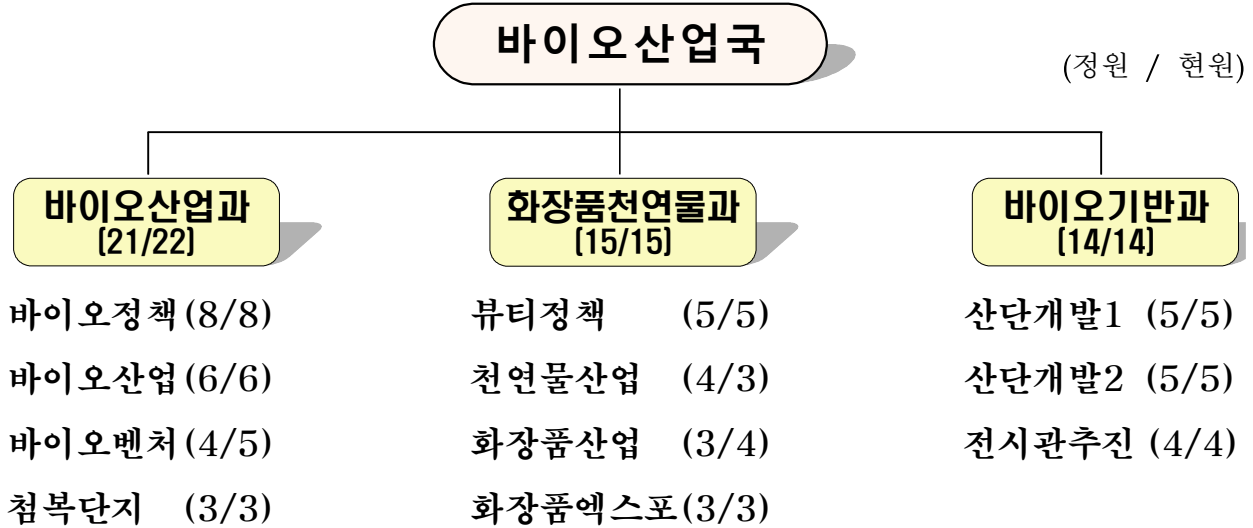 바이오산업국
(정원 / 현원)
바이오산업과
(21/22)
바이오정책(8/8)
바이오산업(6/6)
바이오벤처(4/5)
첨복단지 (3/3)
화장품천연물과
(15/15)
뷰티정책 (5/5)
천연물산업 (4/3)
화장품산업 (3/4)
화장품엑스포(3/3)
바이오기반과
(14/14)
산단개발1 (5/5)
산단개발2 (5/5)
전시관추진 (4/4)